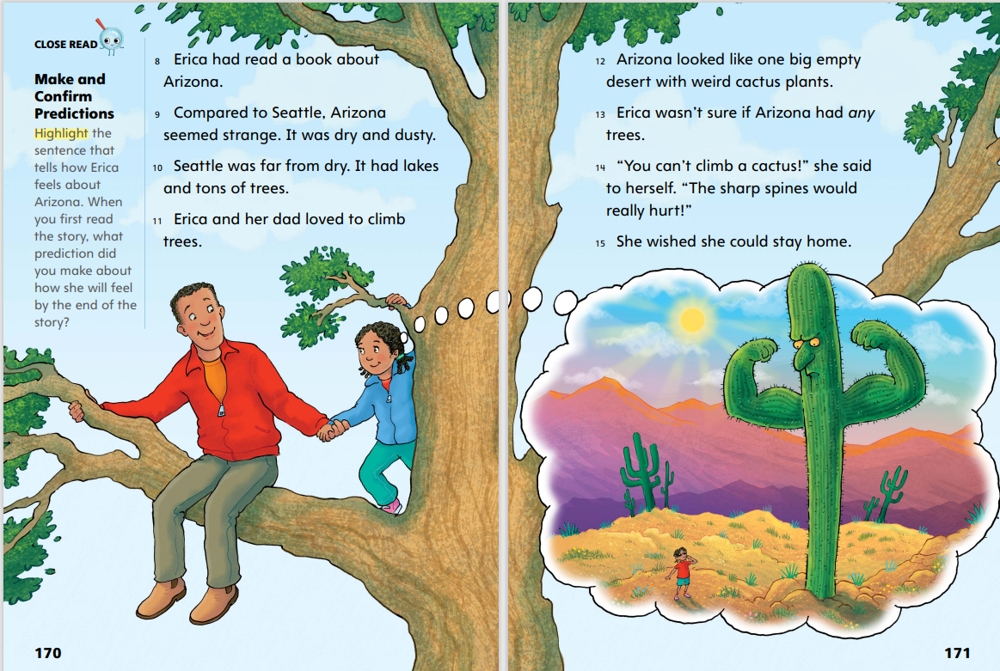 CLOSE READ
Make and
Confirm
Predictions
Highlight the
sentence that
tells how Erica
feels about
Arizona. When
you first read
the story, what
prediction did
you make about
how she will feel
by the end of the
story?
8 Erica had read a book about
Arizona.
9 Compared to Seattle, Arizona
seemed strange. It was dry and dusty.
10 Seattle was far from dry. It had lakes
and tons of trees.
11 Erica and her dad loved to climb
trees.
170
12 Arizona looked like one big empty
desert with weird cactus plants.
13 Erica wasn’t sure if Arizona had any
trees.
14 “You can’t climb a cactus!” she said
to herself. “The sharp spines would
really hurt!”
15 She wished she could stay home.
171